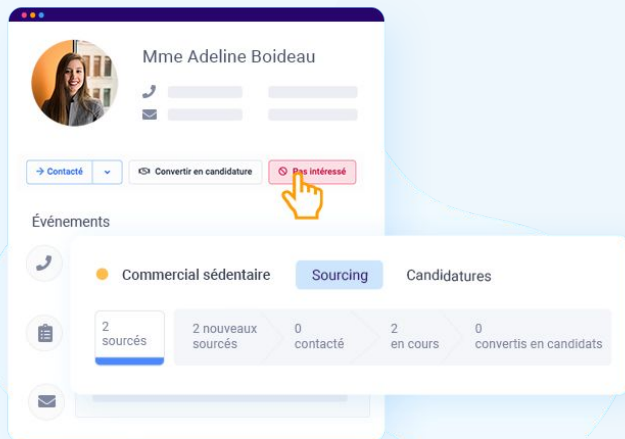 Mme Adeline Boideau
Contacté
Convertir en candidature
Pas intéressé
Événements
Commercial sédentaire
Sourcing
Candidatures
2
sourcés
2 nouveaux
sourcés
0
contacté
2
en cours
0
convertis en candidats